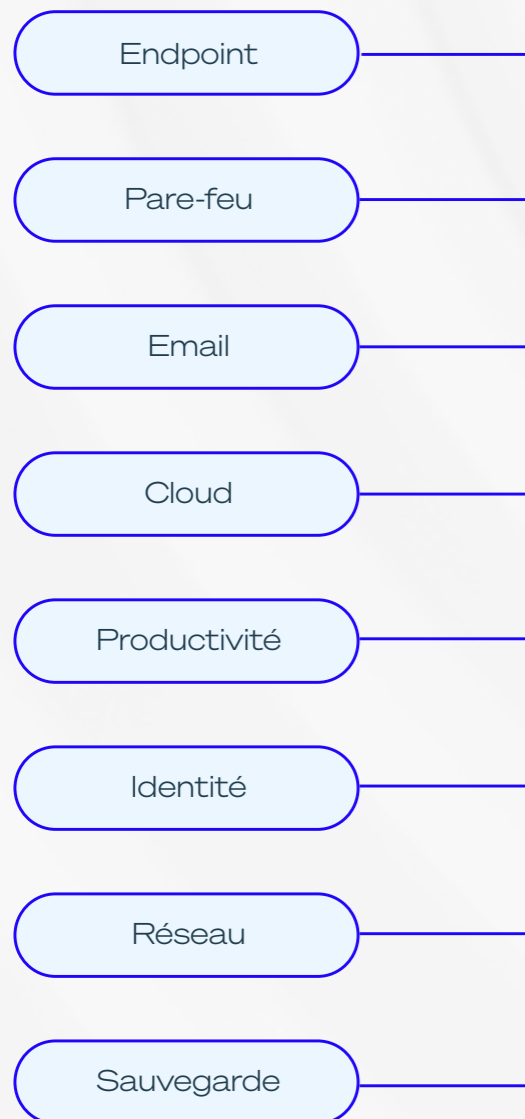 Endpoint
Pare-feu
Email
Cloud
Productivité
Identité
Réseau
Sauvegarde